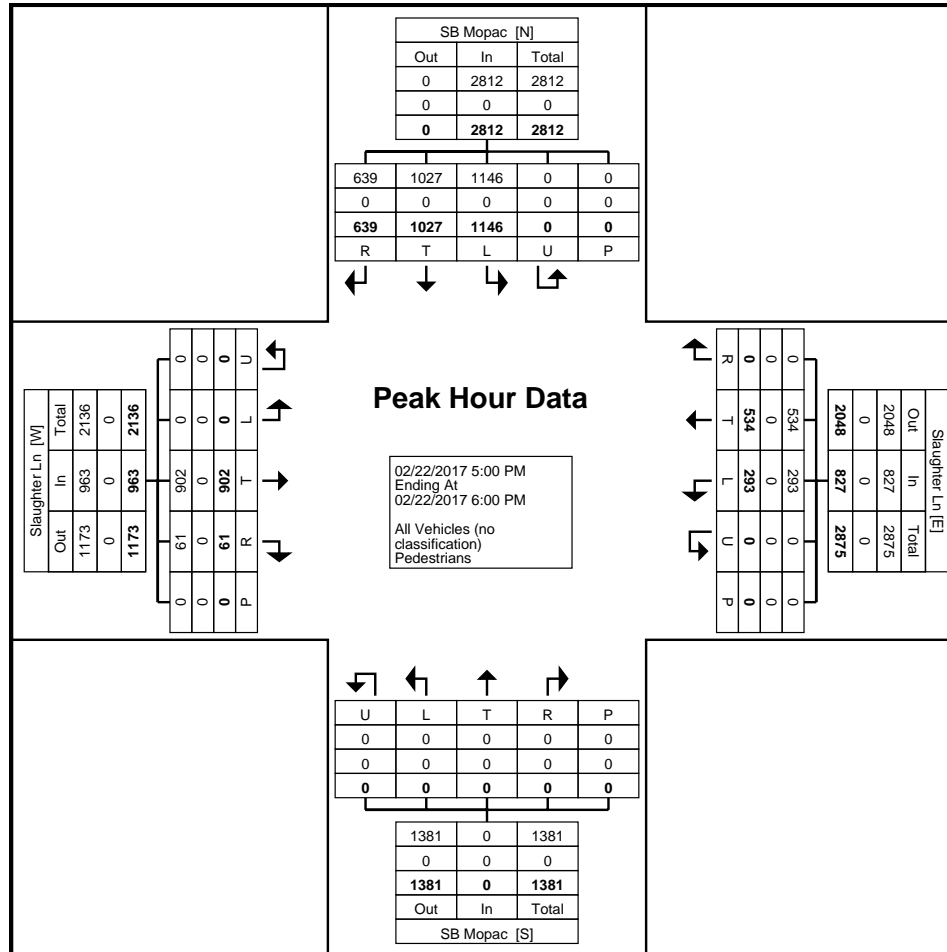 SB Mopac [N]
Out In Total
0 2812 2812
0 0 0
0 2812 2812
639 1027 1146 0 0
0 0 0 0 0
639 1027 1146 0 0
R T L U P
Slaughter Ln [W]
Total In Out
2136 963 1173
0 0 0
2136 963 1173
0 0 902 61 0
0 0 0 0 0
0 0 902 61 0
U L T R P
Peak Hour Data
02/22/2017 5:00 PM
Ending At
02/22/2017 6:00 PM
All Vehicles (no
classification)
Pedestrians
R T L U P
0 534 293 0 0
0 0 0 0 0
0 534 293 0 0
2048 827 2875
0 0 0
2048 827 2875
Out In Total
Slaughter Ln [E]
U L T R P
0 0 0 0 0
0 0 0 0 0
0 0 0 0 0
1381 0 1381
0 0 0
1381 0 1381
Out In Total
SB Mopac [S]